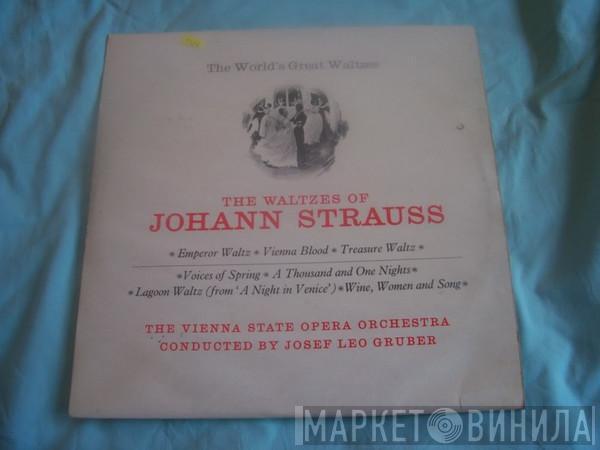 The World's Great Waltzes
THE WALTZES OF
JOHANN STRAUSS
* Emperor Waltz * Vienna Blood * Treasure Waltz *
* Voices of Spring * A Thousand and One Nights *
* Lagoon Waltz (from 'A Night in Venice') * Wine, Women and Song *
THE VIENNA STATE OPERA ORCHESTRA
CONDUCTED BY JOSEF LEO GRUBER
МАРКЕТ ВИНИЛА